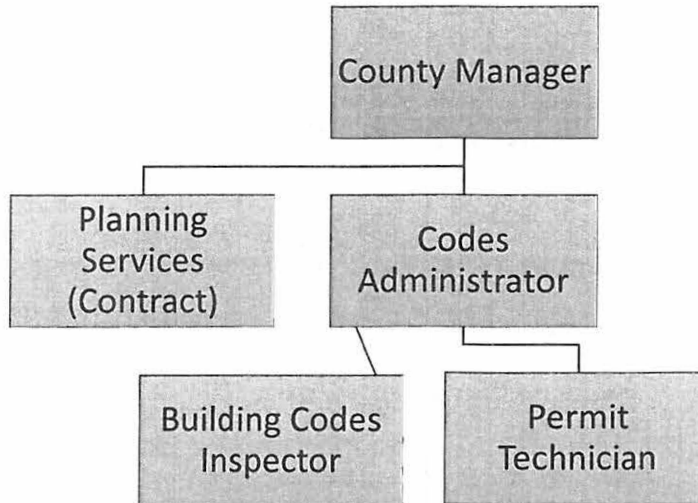 County Manager
Planning
Services
(Contract)
Codes
Administrator
Building Codes
Inspector
Permit
Technician